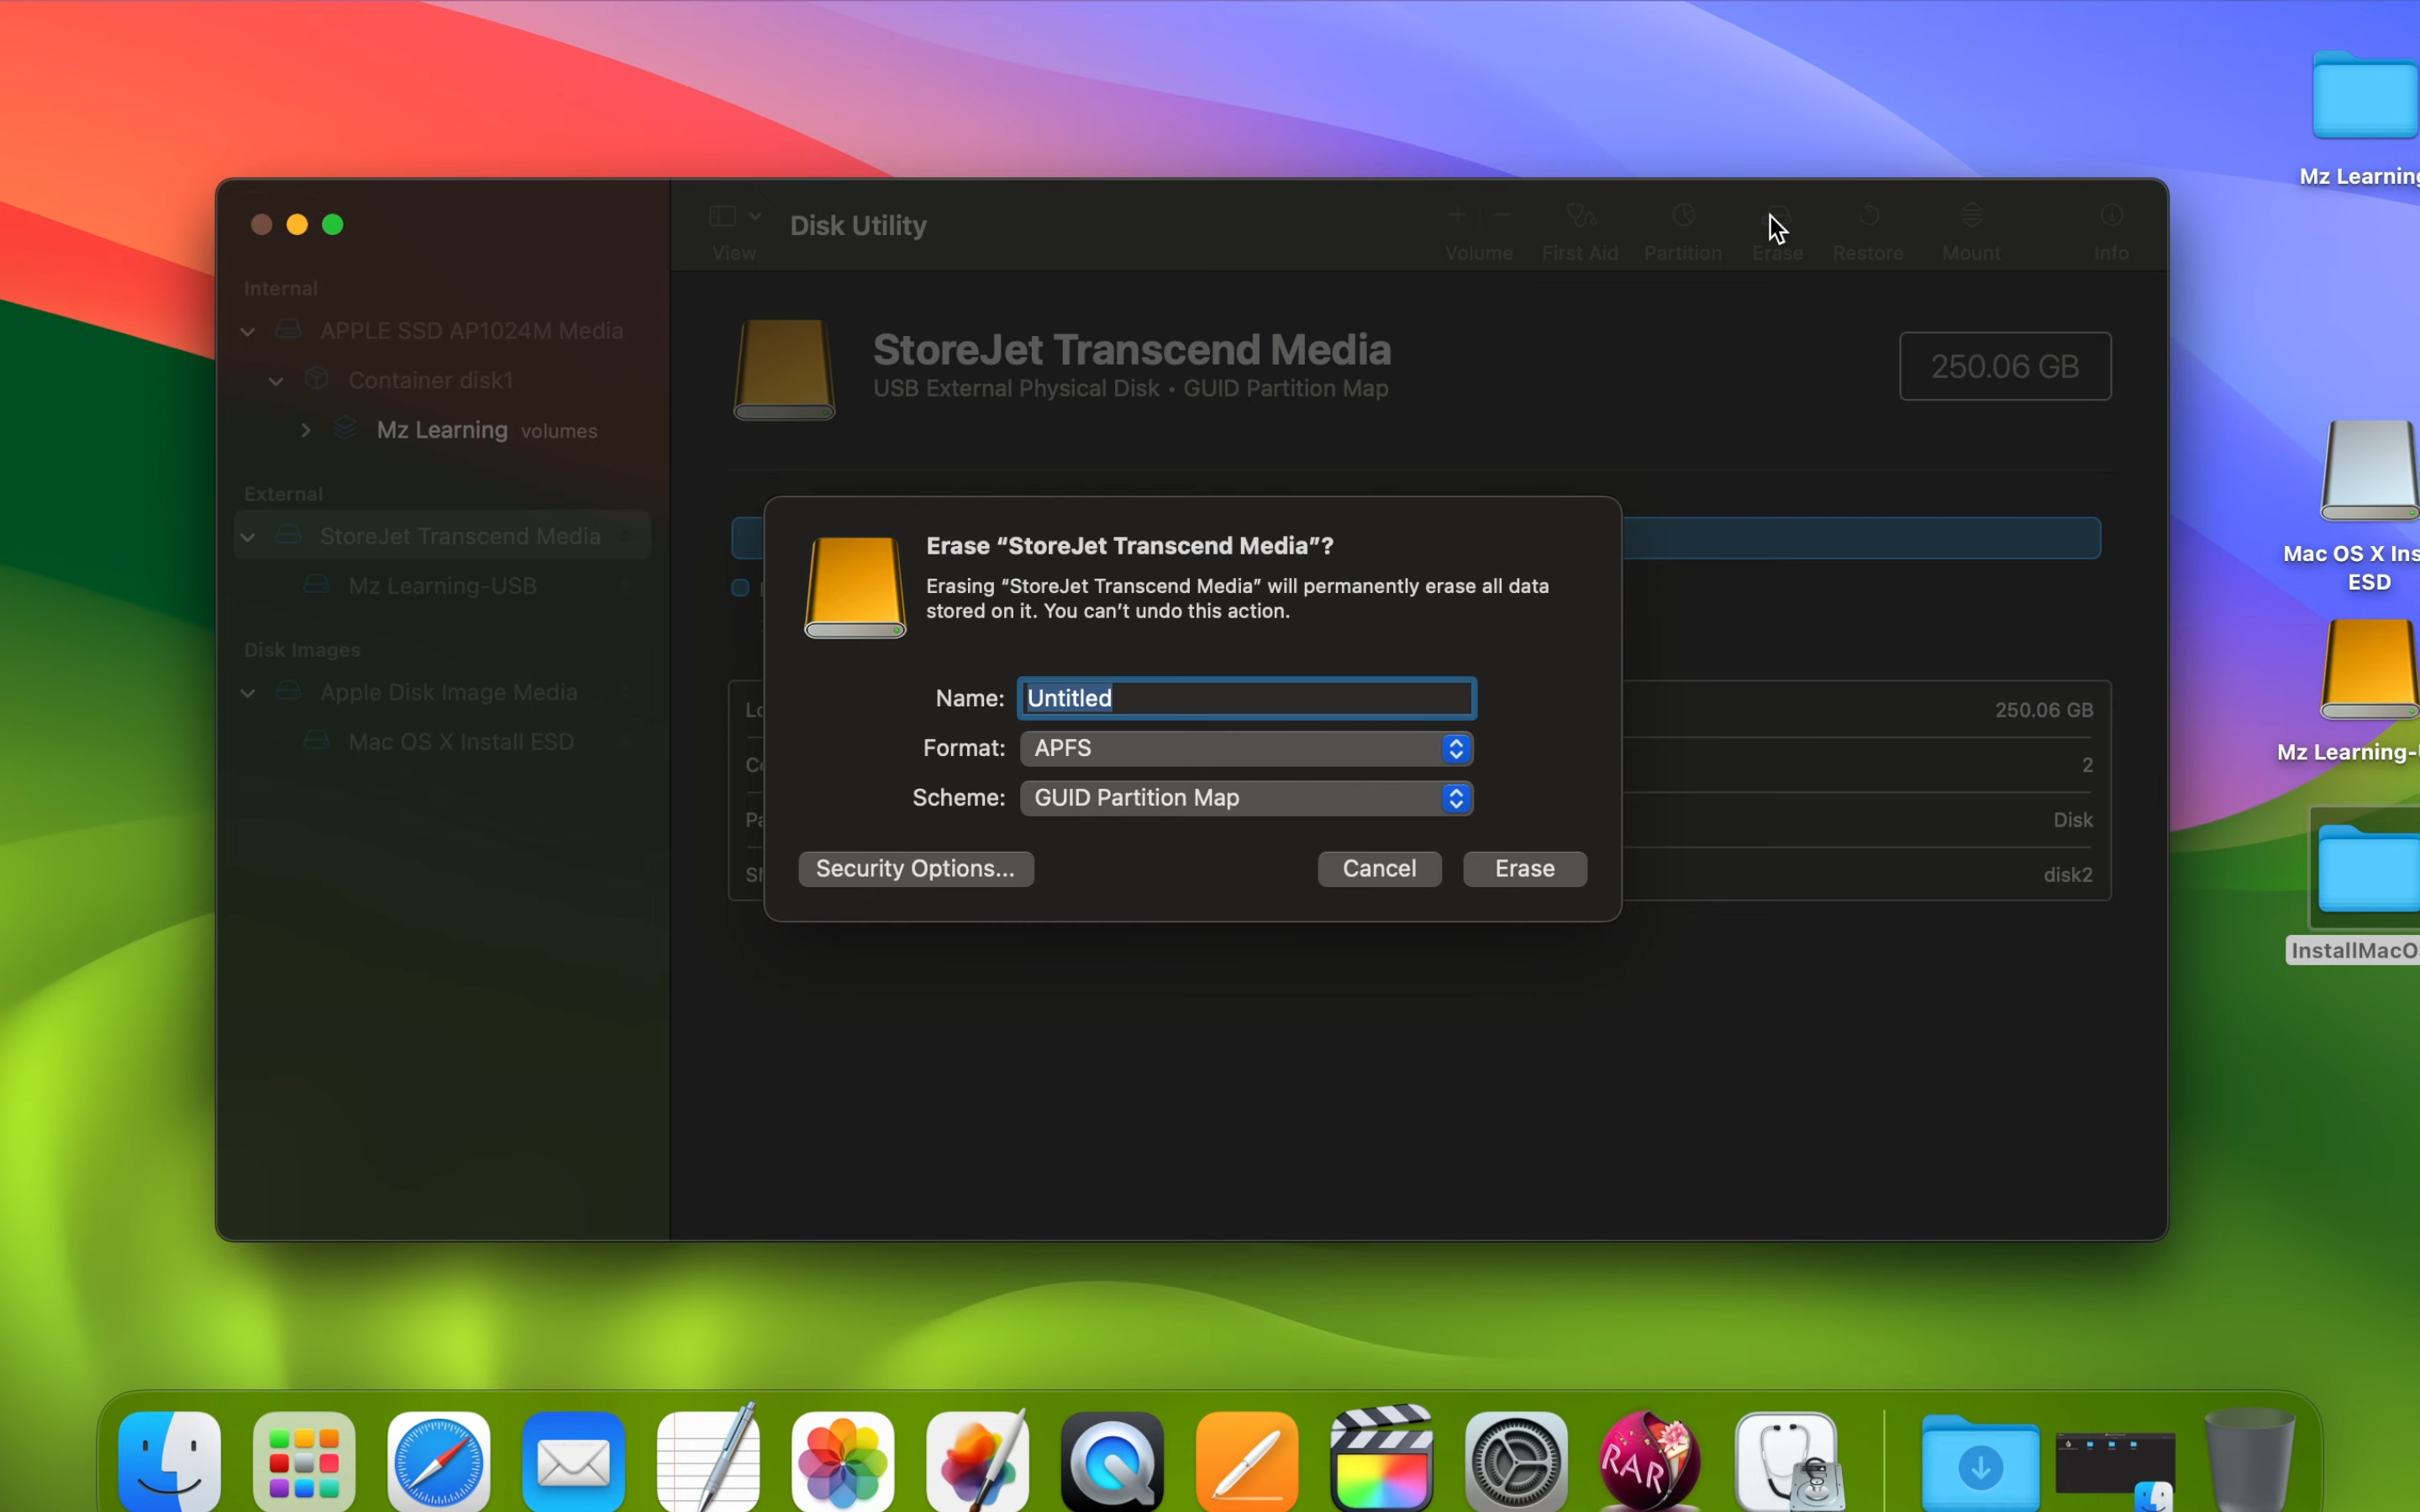 Mz Learning
Disk Utility
View
Volume
First Aid
Partition
Erase
Restore
Mount
Info
Internal
APPLE SSD AP1024M Media
Container disk1
Mz Learning volumes
External
StoreJet Transcend Media
Mz Learning-USB
Disk Images
Apple Disk Image Media
Mac OS X Install ESD
StoreJet Transcend Media
USB External Physical Disk • GUID Partition Map
250.06 GB
Erase “StoreJet Transcend Media”?
Erasing “StoreJet Transcend Media” will permanently erase all data
stored on it. You can’t undo this action.
Name: Untitled
Format: APFS
Scheme: GUID Partition Map
Security Options...
Cancel
Erase
250.06 GB
2
Disk
disk2
Mac OS X Ins
ESD
Mz Learning-
InstallMacO
RAR